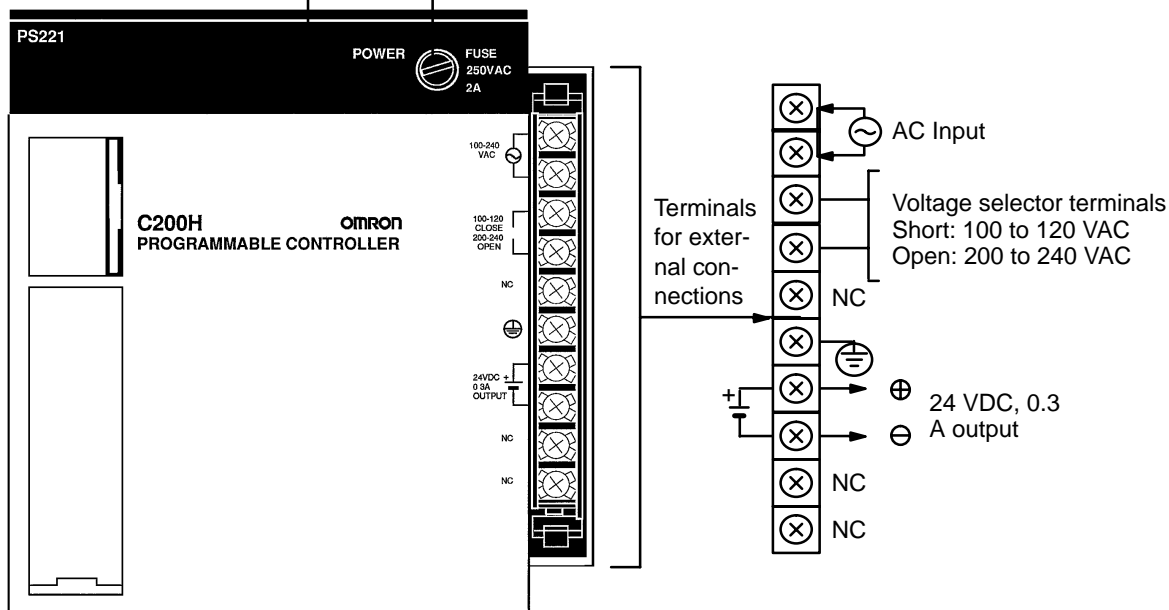 PS221
POWER
FUSE
250VAC
2A
100-240
VAC
C200H
OMRON
PROGRAMMABLE CONTROLLER
100-120
CLOSE
200-240
OPEN
NC
24VDC +
0 3A
OUTPUT
NC
NC
Terminals
for exter-
nal con-
nections
AC Input
Voltage selector terminals
Short: 100 to 120 VAC
Open: 200 to 240 VAC
NC
+
24 VDC, 0.3
A output
NC
NC